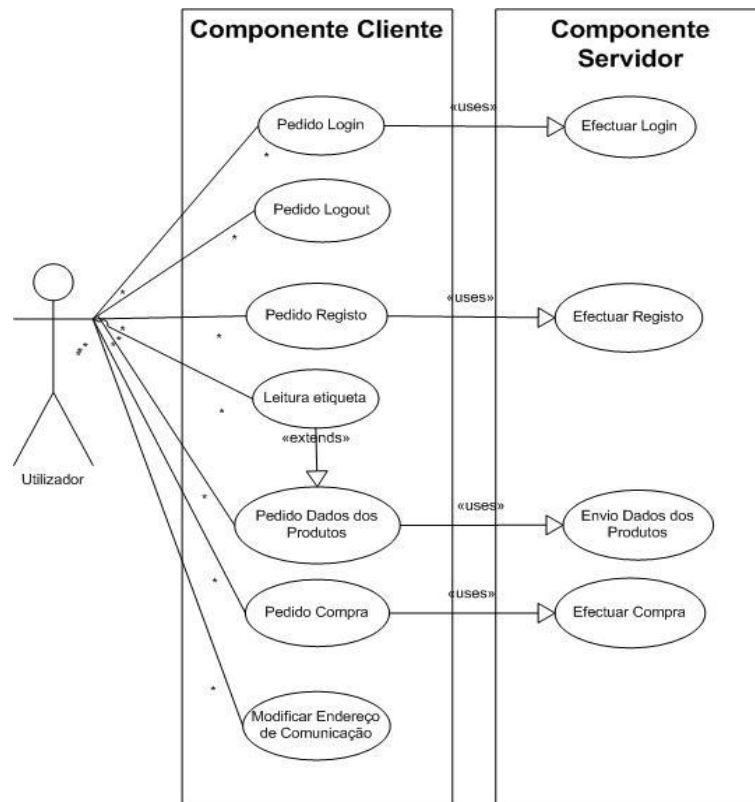 Componente Cliente
Componente
Servidor
«uses»
Pedido Login
Efectuar Login
*
Pedido Logout
*
*
«uses»
Pedido Registo
Efectuar Registo
*
*
Leitura etiqueta
*
«extends»
Utilizador
*
«uses»
Pedido Dados dos
Produtos
Envio Dados dos
Produtos
*
«uses»
Pedido Compra
Efectuar Compra
*
Modificar Endereço
de Comunicação